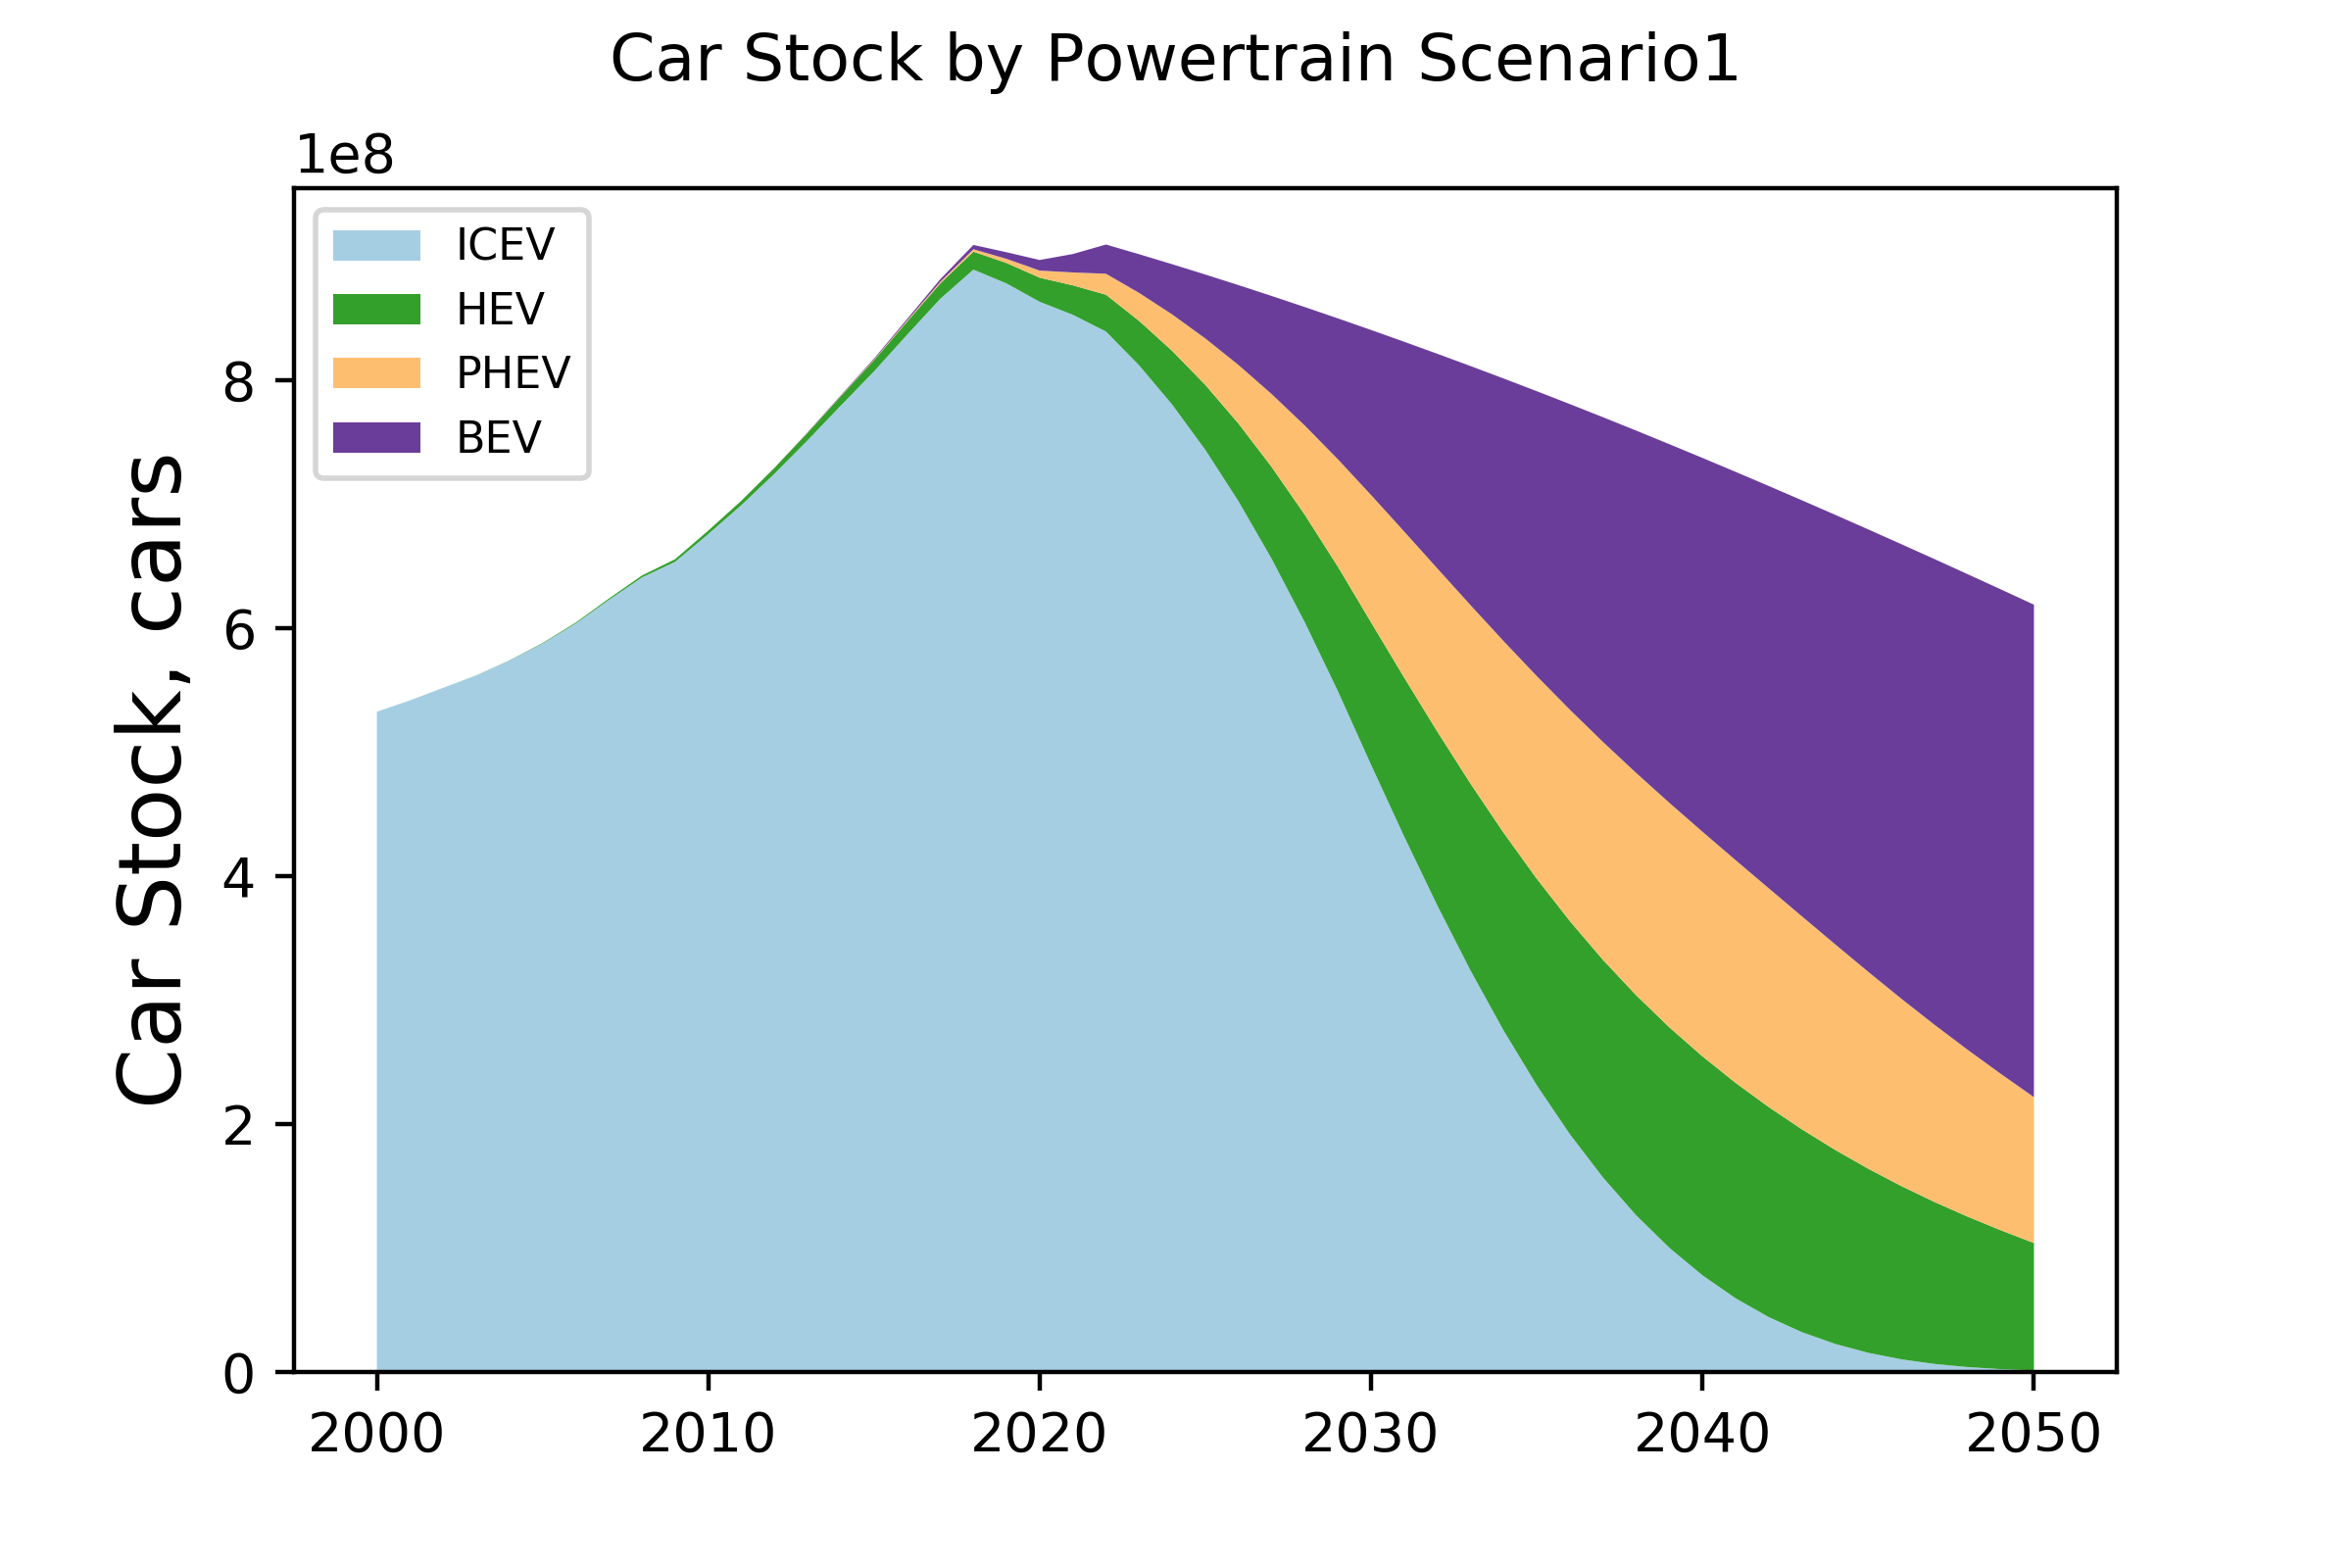 Car Stock by Powertrain Scenario1
1e8
ICEV
HEV
PHEV
BEV
Car Stock, cars
8
6
4
2
0
2000 2010 2020 2030 2040 2050